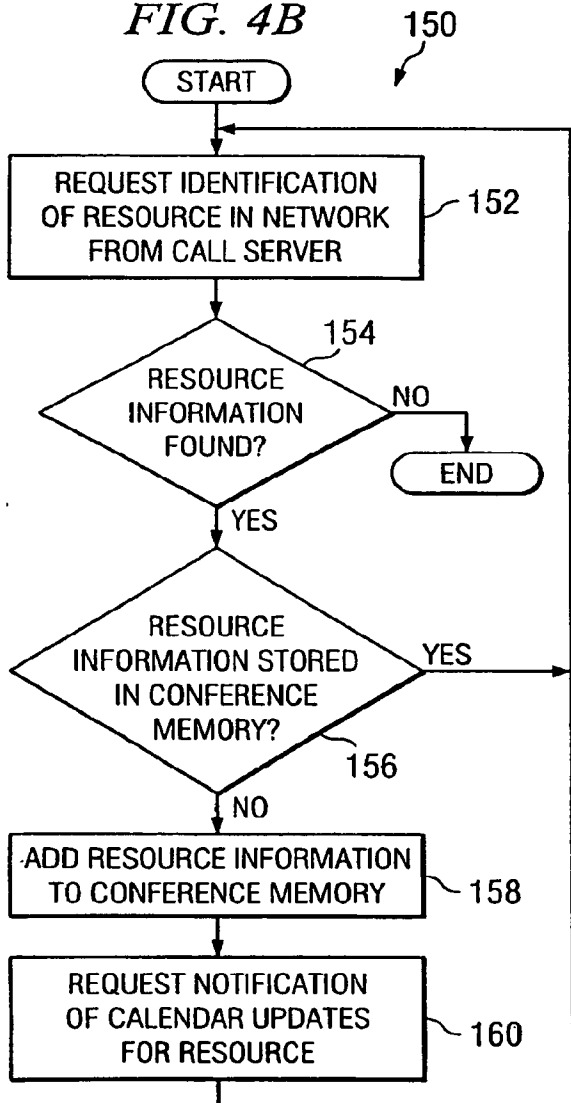 FIG. 4B
150
START
REQUEST IDENTIFICATION
OF RESOURCE IN NETWORK
FROM CALL SERVER
152
154
RESOURCE
INFORMATION
FOUND?
NO
END
YES
RESOURCE
INFORMATION STORED
IN CONFERENCE
MEMORY?
YES
156
NO
ADD RESOURCE INFORMATION
TO CONFERENCE MEMORY
158
REQUEST NOTIFICATION
OF CALENDAR UPDATES
FOR RESOURCE
160